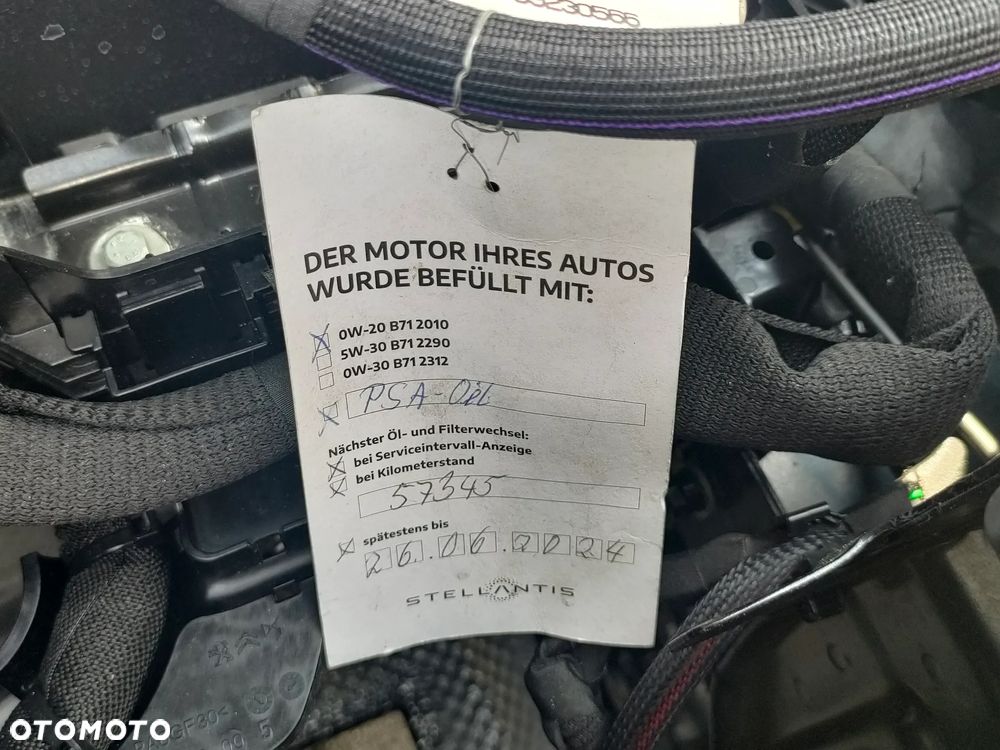 DER MOTOR IHRES AUTOS
WURDE BEFÜLLT MIT:
0W-20 B71 2010
5W-30 B71 2290
0W-30 B71 2312
PSA-Öil
Nächster Öl- und Filterwechsel:
bei Serviceintervall-Anzeige
bei Kilometerstand
57345
spätestens bis
26.06.2024
STELLANTIS
OTOMOTO